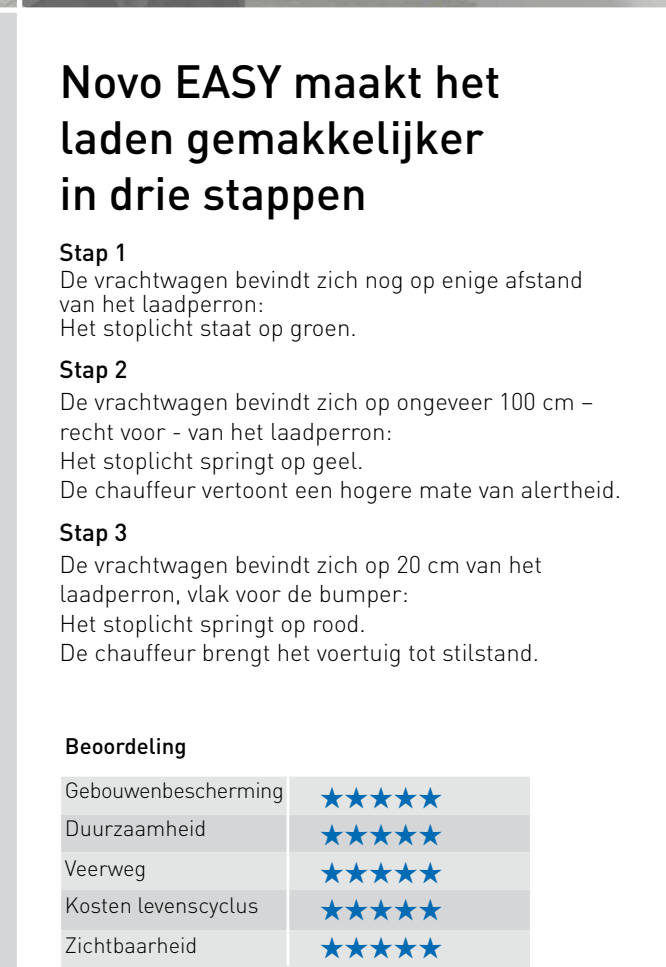 Novo EASY maakt het
laden gemakkelijker
in drie stappen
Stap 1
De vrachtwagen bevindt zich nog op enige afstand
van het laadperron:
Het stoplicht staat op groen.
Stap 2
De vrachtwagen bevindt zich op ongeveer 100 cm –
recht voor - van het laadperron:
Het stoplicht springt op geel.
De chauffeur vertoont een hogere mate van alertheid.
Stap 3
De vrachtwagen bevindt zich op 20 cm van het
laadperron, vlak voor de bumper:
Het stoplicht springt op rood.
De chauffeur brengt het voertuig tot stilstand.
Beoordeling
Gebouwenbescherming ★★★★★
Duurzaamheid ★★★★★
Veerweg ★★★★★
Kosten levenscyclus ★★★★★
Zichtbaarheid ★★★★★